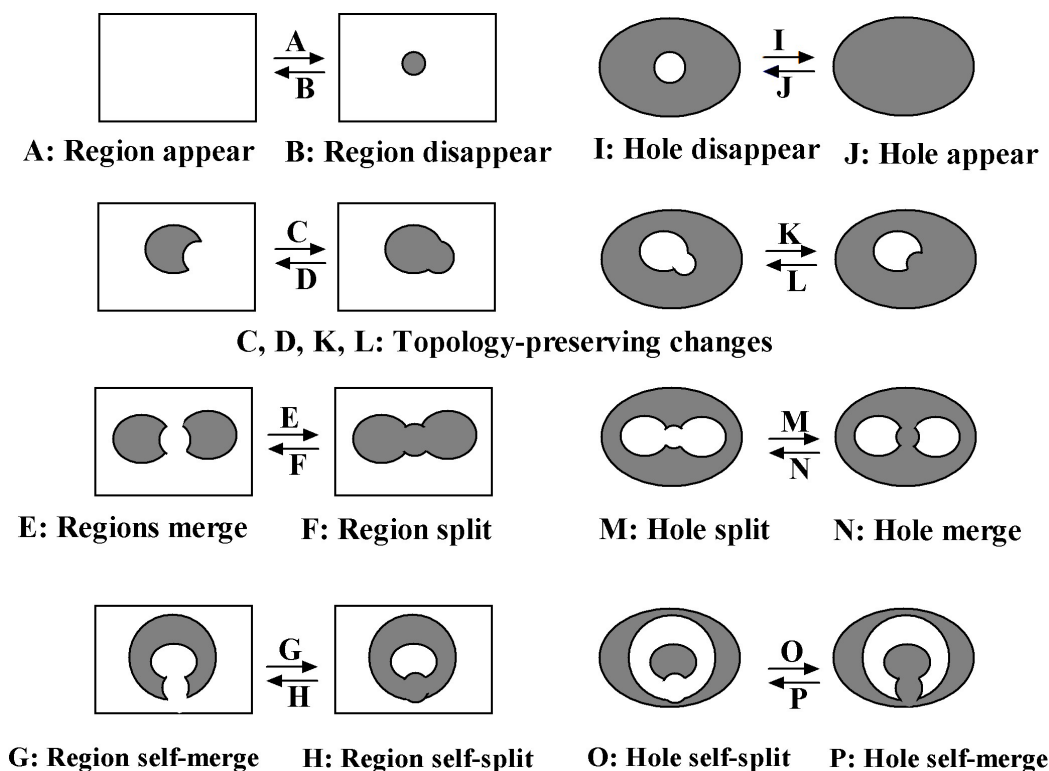 A
B
I
J
A: Region appear
B: Region disappear
I: Hole disappear
J: Hole appear
C
D
K
L
C, D, K, L: Topology-preserving changes
E
F
M
N
E: Regions merge
F: Region split
M: Hole split
N: Hole merge
G
H
O
P
G: Region self-merge
H: Region self-split
O: Hole self-split
P: Hole self-merge